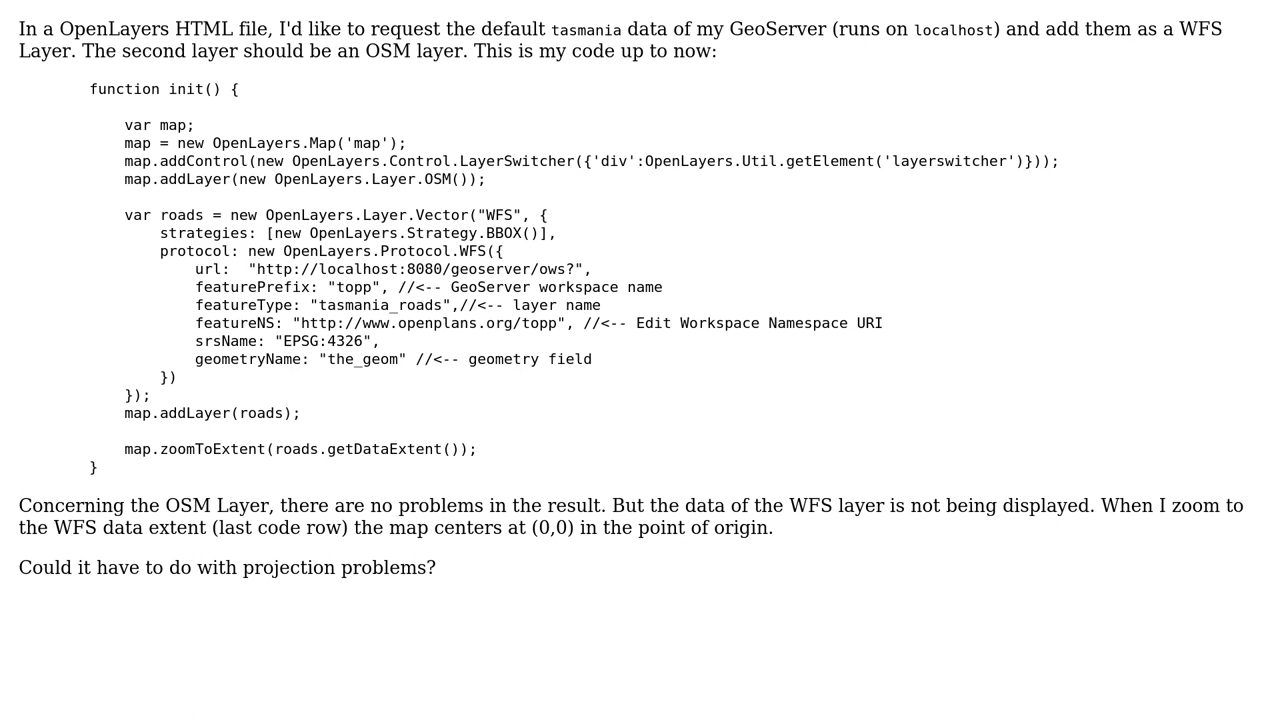 In a OpenLayers HTML file, I'd like to request the default tasmania data of my GeoServer (runs on localhost) and add them as a WFS
Layer. The second layer should be an OSM layer. This is my code up to now:
function init() {
var map;
map = new OpenLayers.Map('map');
map.addControl(new OpenLayers.Control.LayerSwitcher({'div':OpenLayers.Util.getElement('layerswitcher')}));
map.addLayer(new OpenLayers.Layer.OSM());
var roads = new OpenLayers.Layer.Vector("WFS", {
strategies: [new OpenLayers.Strategy.BBOX()],
protocol: new OpenLayers.Protocol.WFS({
url:  "http://localhost:8080/geoserver/ows?",
featurePrefix: "topp", //<-- GeoServer workspace name
featureType: "tasmania_roads",//<-- layer name
featureNS: "http://www.openplans.org/topp", //<-- Edit Workspace Namespace URI
srsName: "EPSG:4326",
geometryName: "the_geom" //<-- geometry field
})
});
map.addLayer(roads);
map.zoomToExtent(roads.getDataExtent());
}
Concerning the OSM Layer, there are no problems in the result. But the data of the WFS layer is not being displayed. When I zoom to
the WFS data extent (last code row) the map centers at (0,0) in the point of origin.
Could it have to do with projection problems?